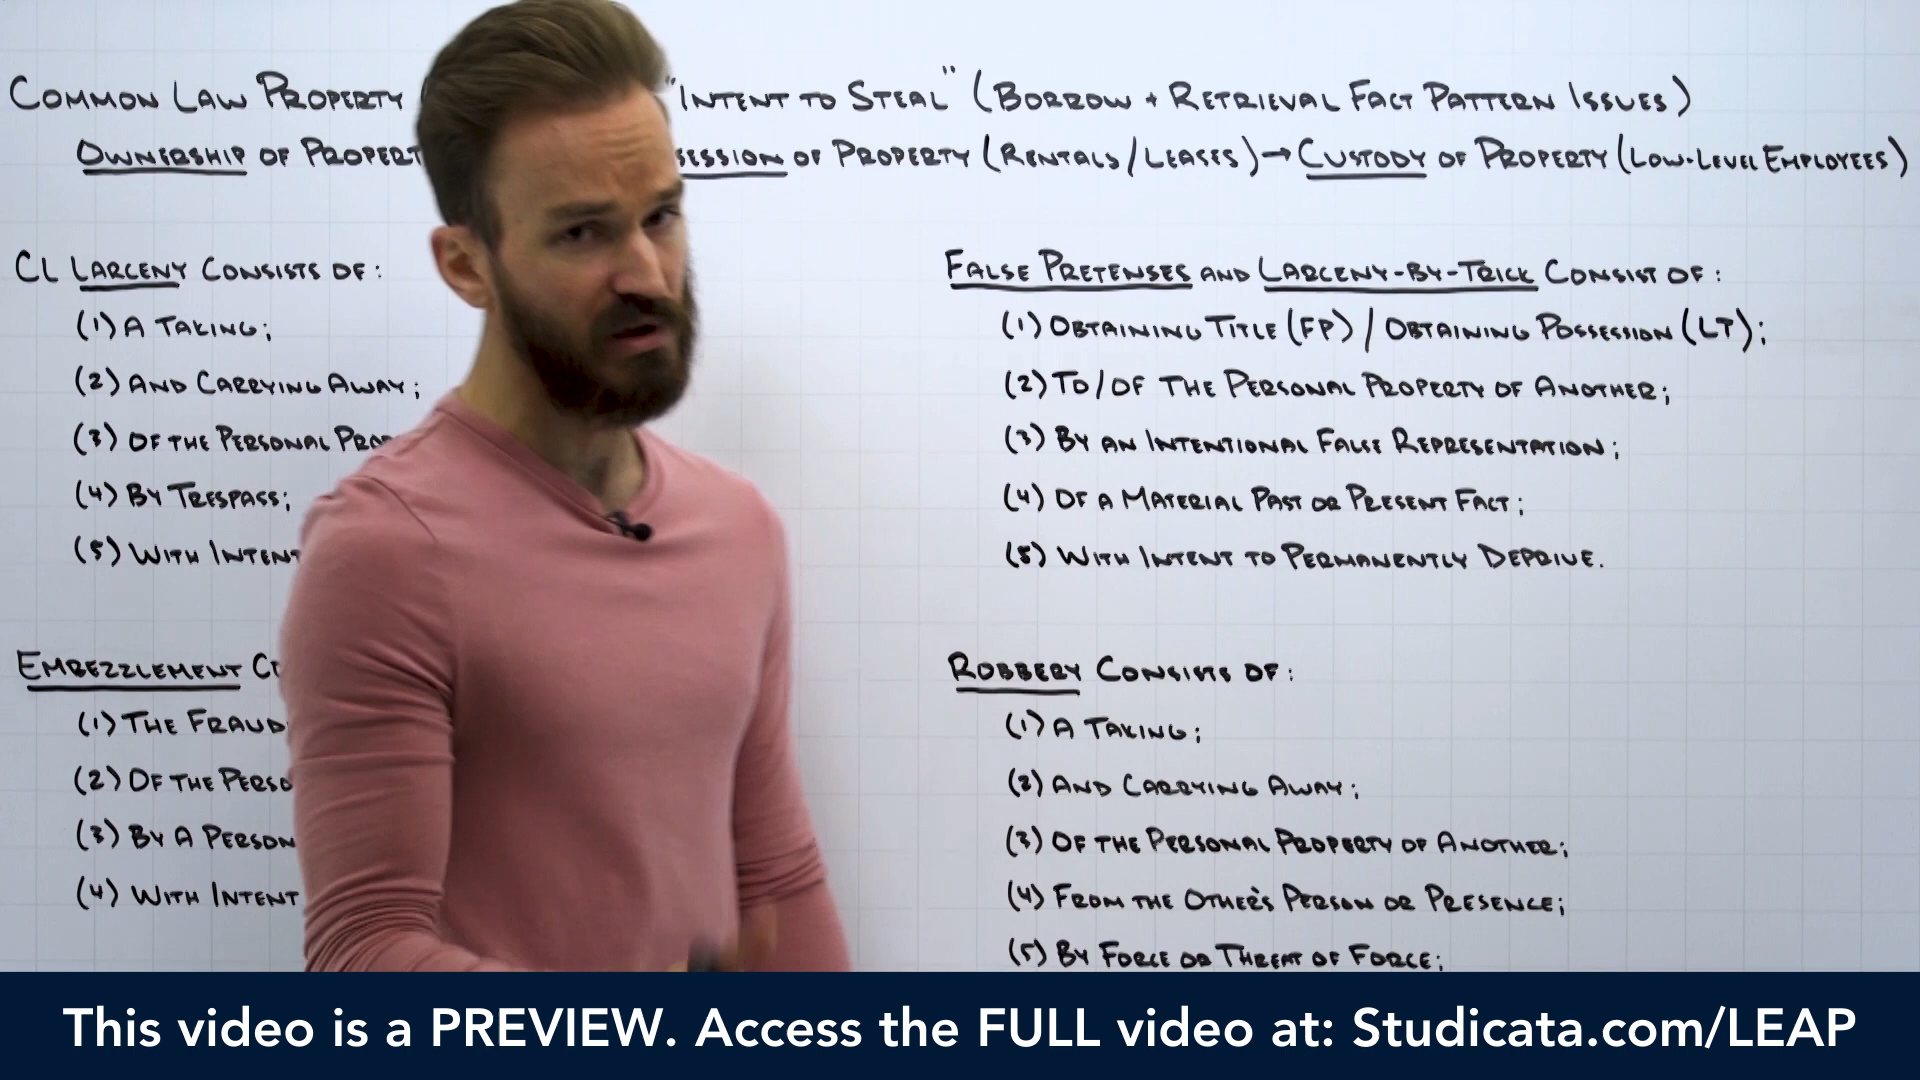 COMMON LAW PROPERTY "INTENT TO STEAL" (BORROW + RETRIEVAL FACT PATTERN ISSUES)
OWNERSHIP OF PROPERT SESSION OF PROPERTY (RENTALS/LEASES) → CUSTODY OF PROPERTY (LOW-LEVEL EMPLOYEES)
CL LARCENY CONSISTS OF:
(1) A TAKING;
(2) AND CARRYING AWAY;
(3) OF THE PERSONAL PROP
(4) BY TRESPASS;
(5) WITH INTENT
EMBEZZLEMENT CO
(1) THE FRAUD
(2) OF THE PERSO
(3) BY A PERSON
(4) WITH INTENT
FALSE PRETENSES AND LARCENY-BY-TRICK CONSIST OF:
(1) OBTAINING TITLE (FP) / OBTAINING POSSESSION (LT);
(2) TO/OF THE PERSONAL PROPERTY OF ANOTHER;
(3) BY AN INTENTIONAL FALSE REPRESENTATION;
(4) OF A MATERIAL PAST OR PRESENT FACT;
(5) WITH INTENT TO PERMANENTLY DEPRIVE.
ROBBERY CONSISTS OF:
(1) A TAKING;
(2) AND CARRYING AWAY;
(3) OF THE PERSONAL PROPERTY OF ANOTHER;
(4) FROM THE OTHER'S PERSON OR PRESENCE;
(5) BY FORCE OR THREAT OF FORCE;
This video is a PREVIEW. Access the FULL video at: Studicata.com/LEAP